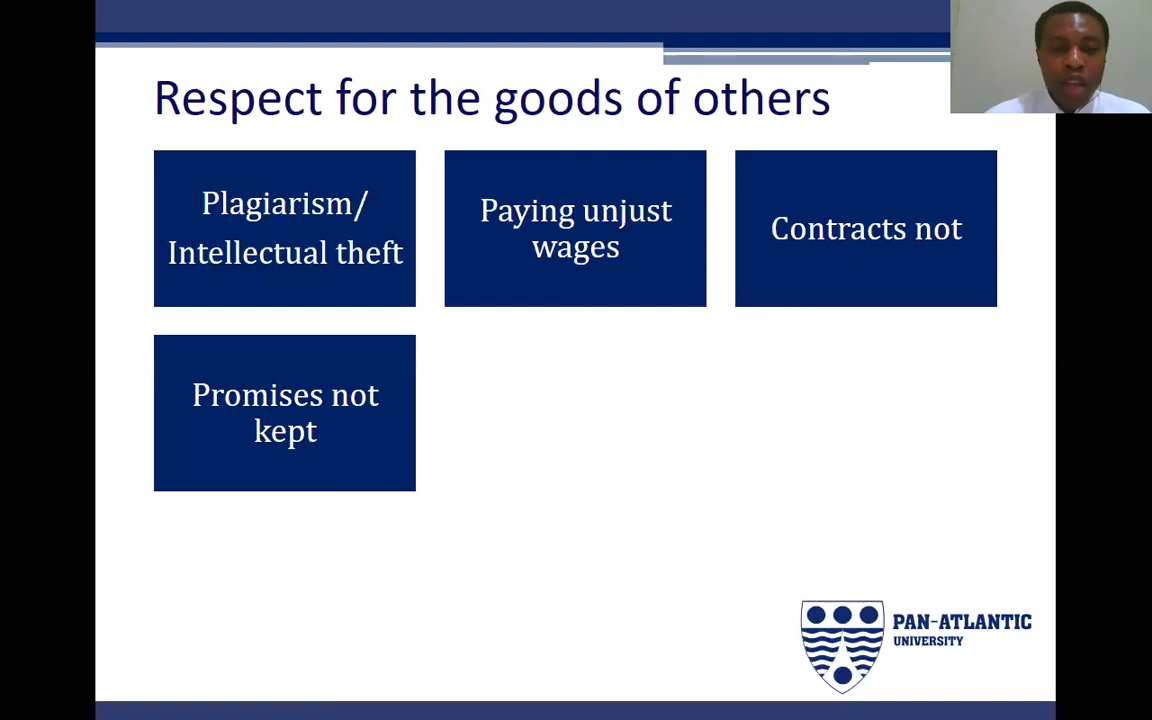 Respect for the goods of others
Plagiarism/
Intellectual theft
Paying unjust
wages
Contracts not
Promises not
kept
PAN-ATLANTIC
UNIVERSITY